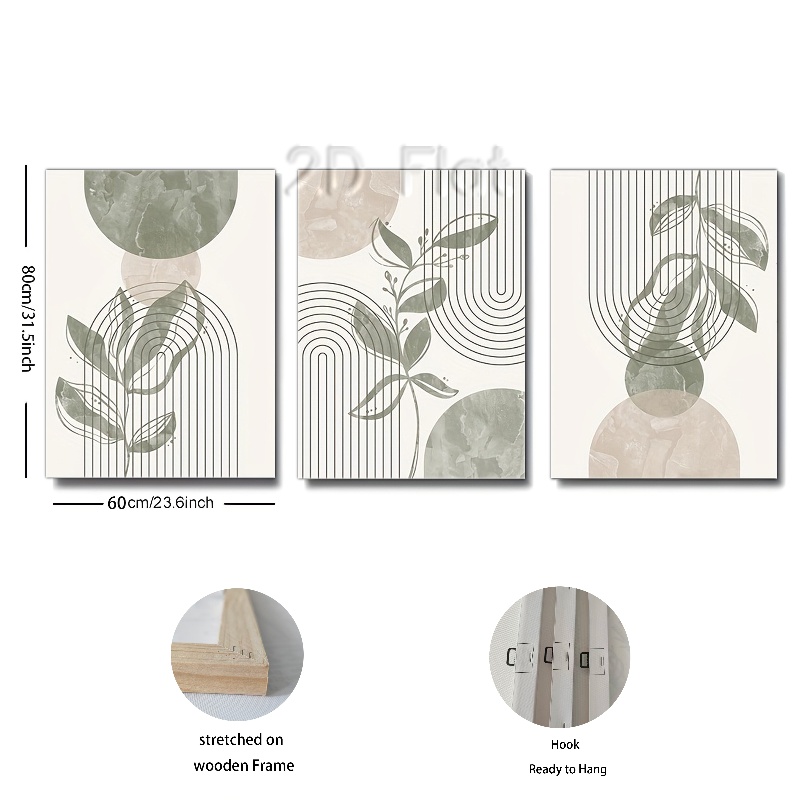 2D Flat
80cm/31.5inch
60cm/23.6inch
stretched on
wooden Frame
Hook
Ready to Hang